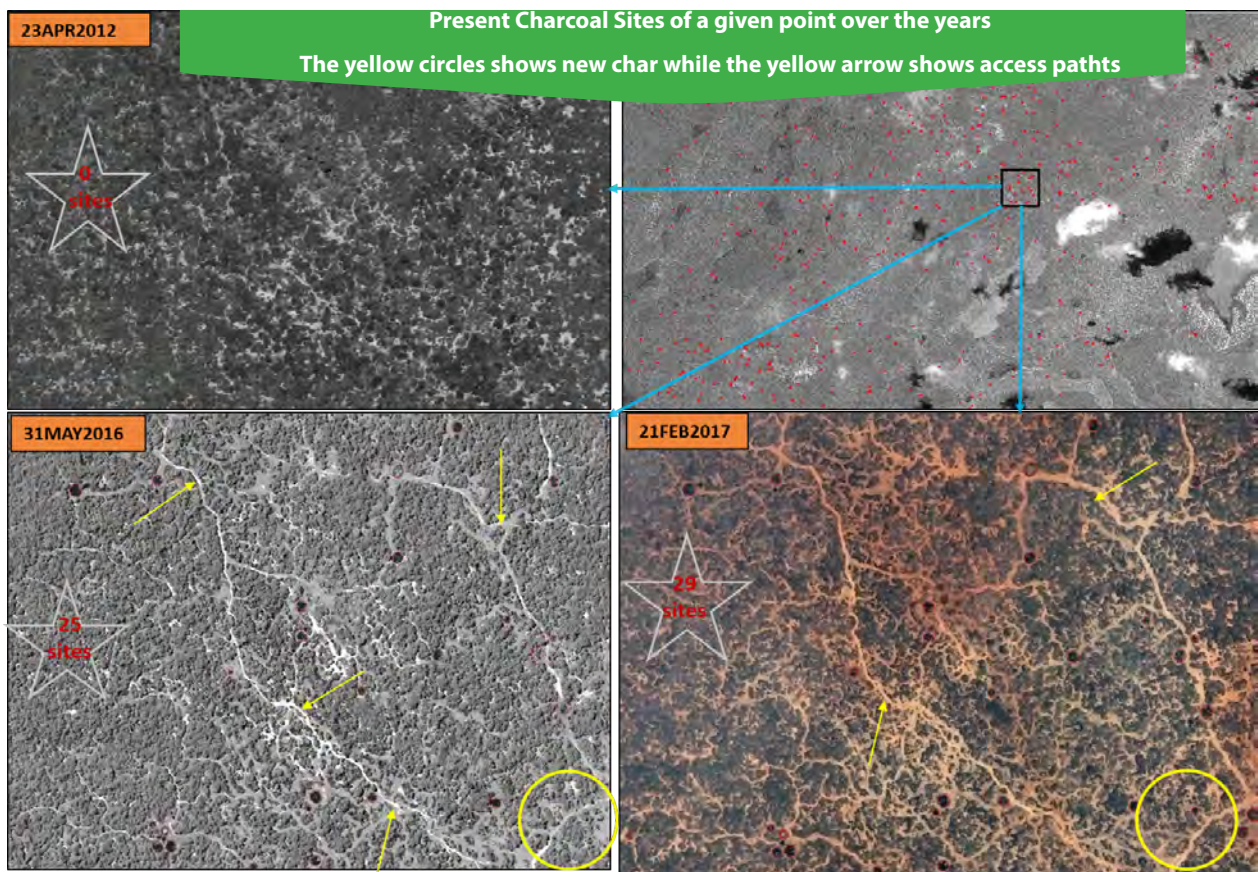 Present Charcoal Sites of a given point over the years
The yellow circles shows new char while the yellow arrow shows access pathts
23APR2012
0
sites
31MAY2016
25
sites
21FEB2017
29
sites